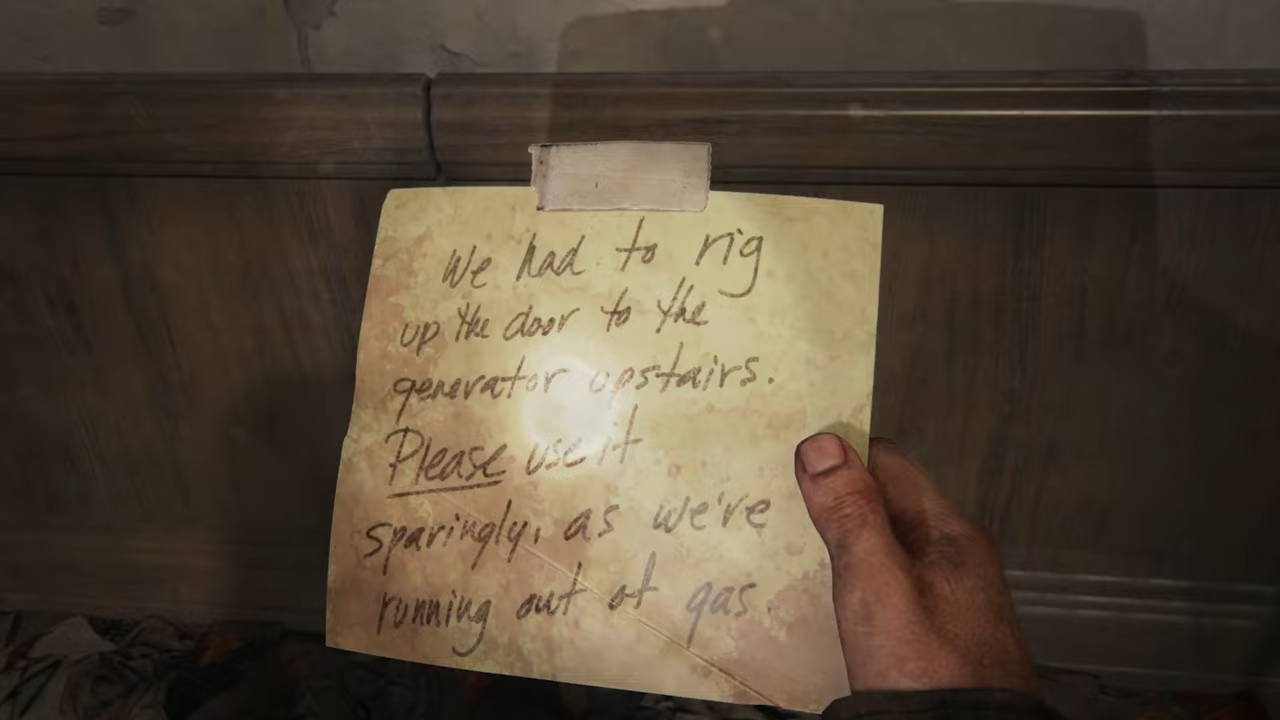 We had to rig
up the door to the
generator upstairs.
Please use it
sparingly, as we're
running out of gas.